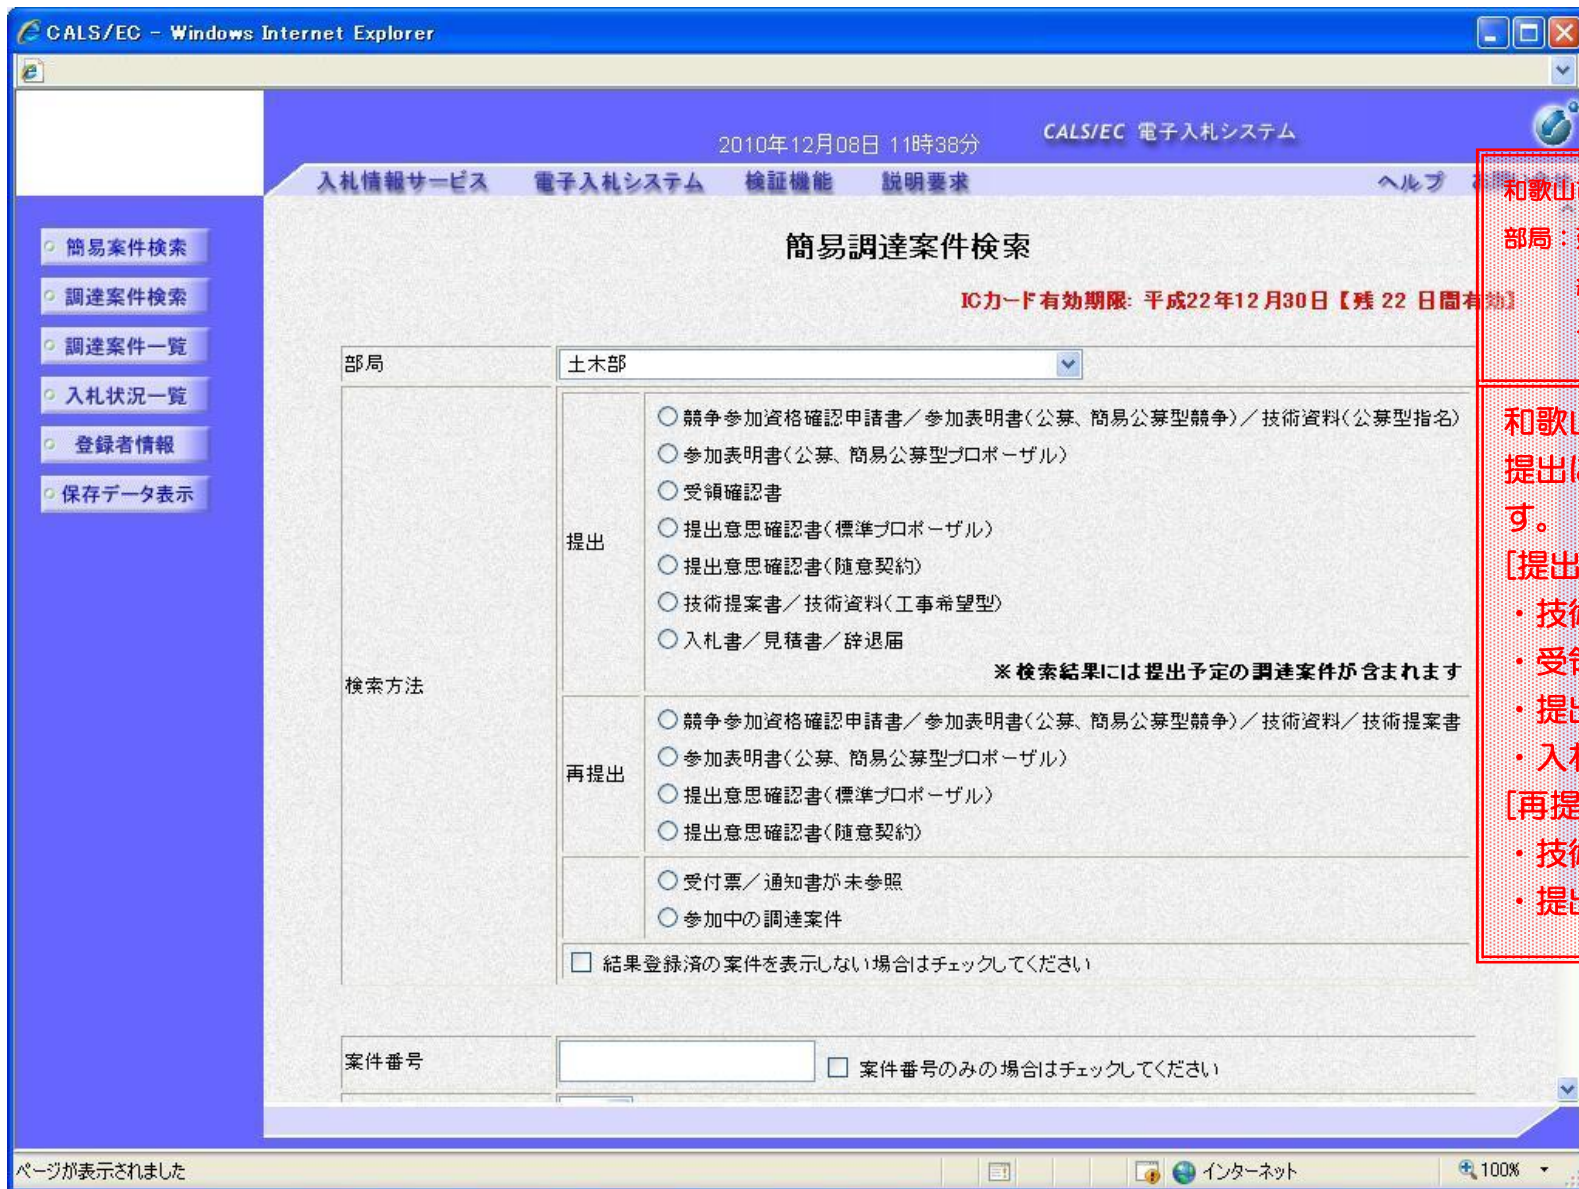 CALS/EC - Windows Internet Explorer
2010年12月08日 11時38分
CALS/EC 電子入札システム
入札情報サービス 電子入札システム 検証機能 説明要求 ヘルプ
簡易案件検索
調達案件検索
調達案件一覧
入札状況一覧
登録者情報
保存データ表示
簡易調達案件検索
ICカード有効期限: 平成22年12月30日【残 22 日間有効】
部局 土木部
検索方法
提出
競争参加資格確認申請書/参加表明書(公募、簡易公募型競争)/技術資料(公募型指名)
参加表明書(公募、簡易公募型プロポーザル)
受領確認書
提出意思確認書(標準プロポーザル)
提出意思確認書(随意契約)
技術提案書/技術資料(工事希望型)
入札書/見積書/辞退届
※検索結果には提出予定の調達案件が含まれます
再提出
競争参加資格確認申請書/参加表明書(公募、簡易公募型競争)/技術資料/技術提案書
参加表明書(公募、簡易公募型プロポーザル)
提出意思確認書(標準プロポーザル)
提出意思確認書(随意契約)
受付票/通知書が未参照
参加中の調達案件
結果登録済の案件を表示しない場合はチェックしてください
案件番号
案件番号のみの場合はチェックしてください
和歌山
部局:
和歌山
提出に
す。
[提出
・技術
・受領
・提出
・入札
[再提
・技術
・提出
ページが表示されました
インターネット
100%